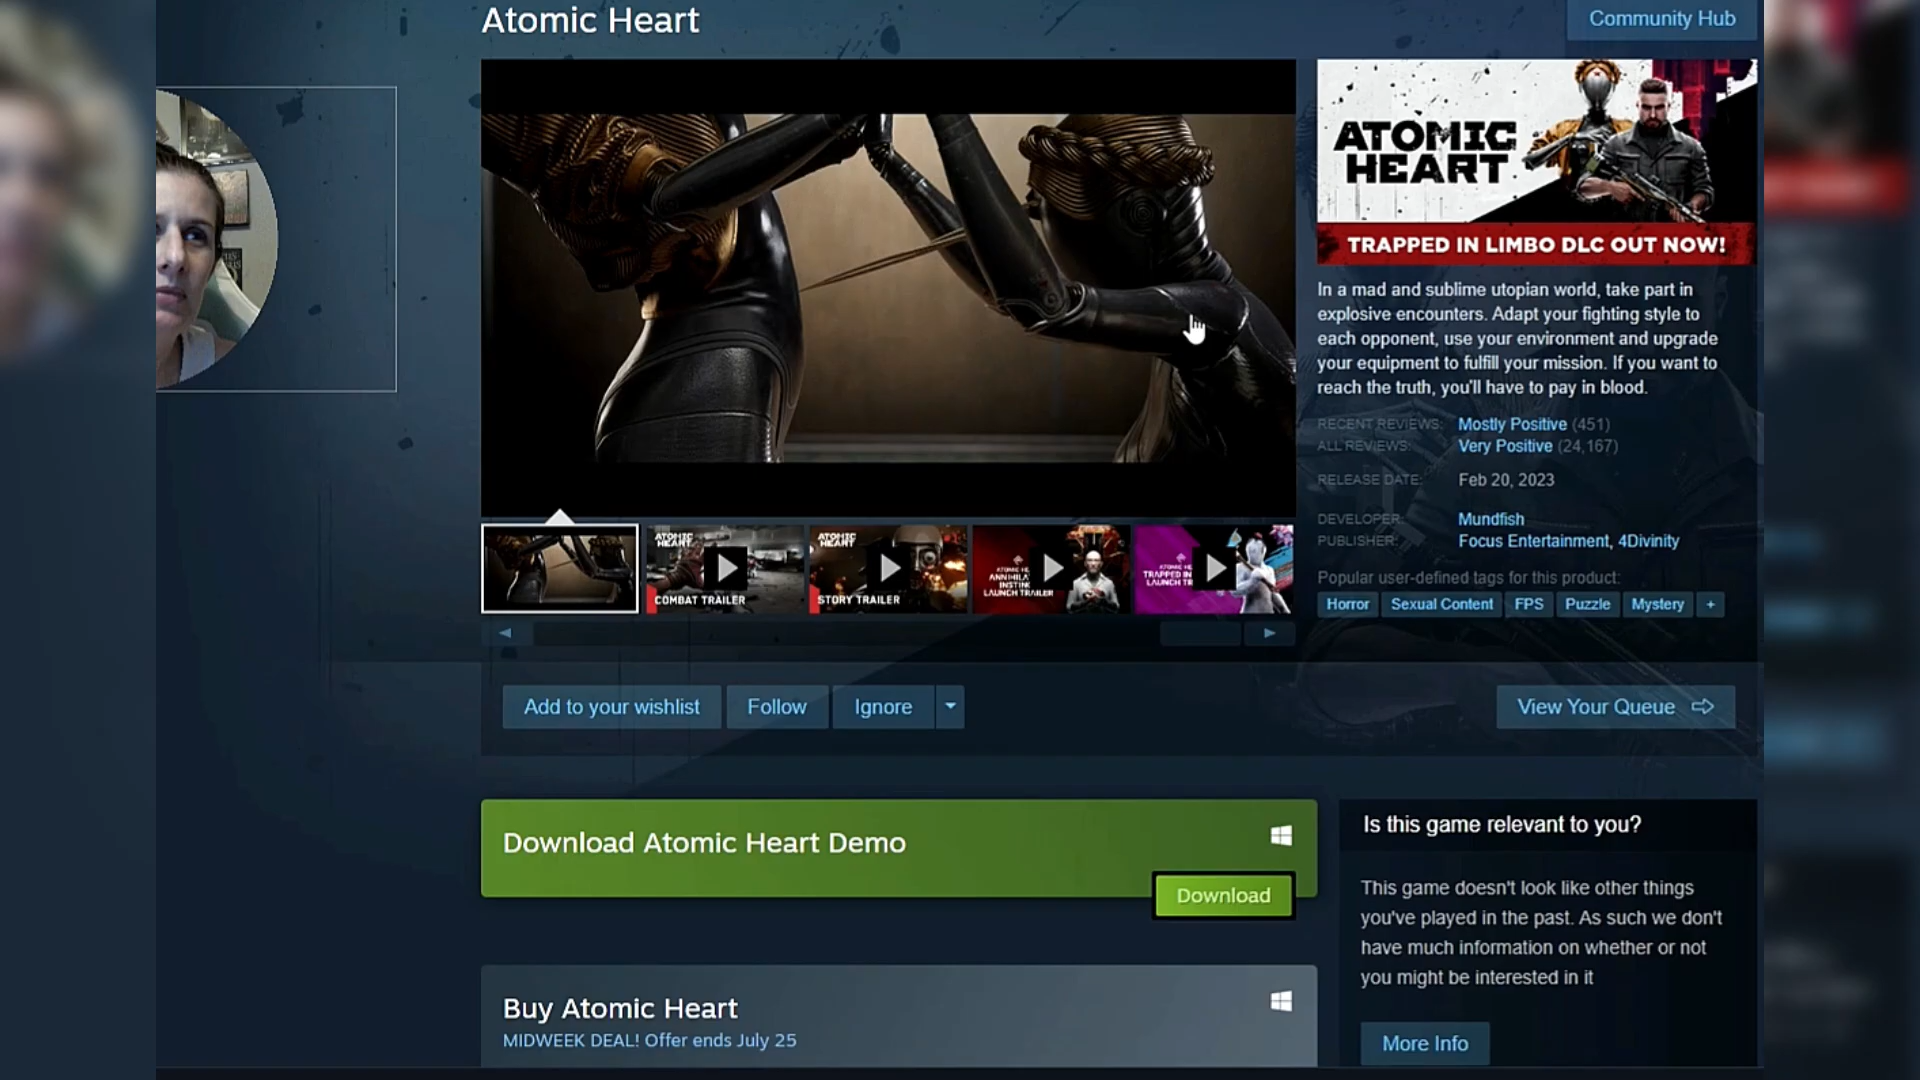 Atomic Heart
Community Hub
ATOMIC
HEART
TRAPPED IN LIMBO DLC OUT NOW!
In a mad and sublime utopian world, take part in
explosive encounters. Adapt your fighting style to
each opponent, use your environment and upgrade
your equipment to fulfill your mission. If you want to
reach the truth, you'll have to pay in blood.
RECENT REVIEWS: Mostly Positive (451)
ALL REVIEWS: Very Positive (24,167)
RELEASE DATE: Feb 20, 2023
DEVELOPER: Mundfish
PUBLISHER: Focus Entertainment, 4Divinity
Popular user-defined tags for this product:
Horror Sexual Content FPS Puzzle Mystery +
ATOMIC
HEART
COMBAT TRAILER
ATOMIC
HEART
STORY TRAILER
LAUNCH TRAILER
TRAPPED IN
Add to your wishlist Follow Ignore
View Your Queue
Download Atomic Heart Demo
Download
Is this game relevant to you?
This game doesn't look like other things
you've played in the past. As such we don't
have much information on whether or not
you might be interested in it
More Info
Buy Atomic Heart
MIDWEEK DEAL! Offer ends July 25